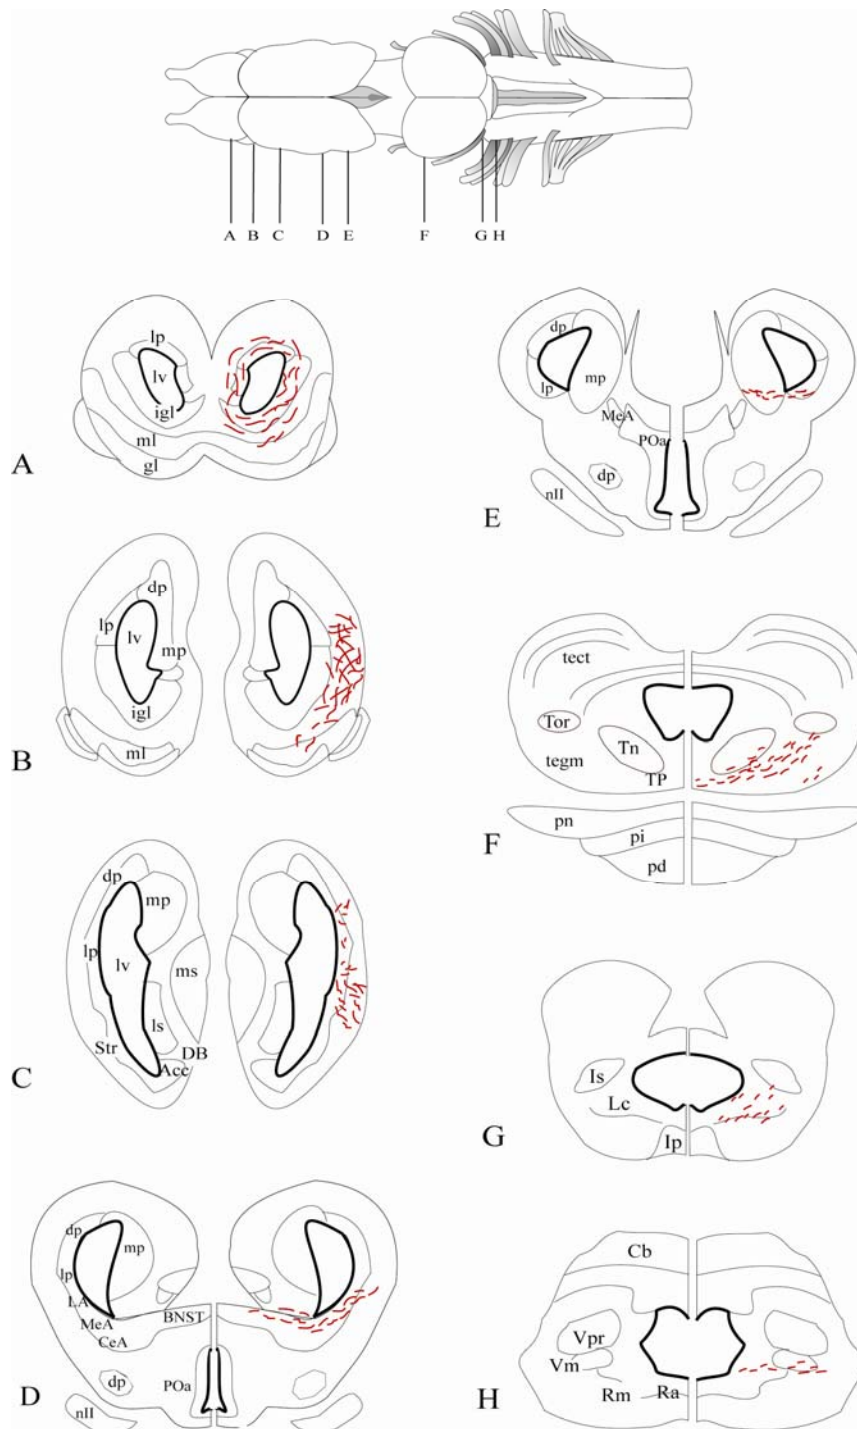 A B C D E F G H
lp
lv
igl
ml
gl
A
dp
lp
lv
mp
igl
ml
B
dp
mp
lp
lv
ms
ls
Str
DB
Acc
C
dp
mp
lp
LA
BNST
MeA
CeA
dp
POa
nII
D
dp
lp
mp
MeA
POa
dp
nII
E
tect
Tor
Tn
tegm
TP
pn
pi
pd
F
Is
Lc
Ip
G
Cb
Vpr
Vm
Rm
Ra
H